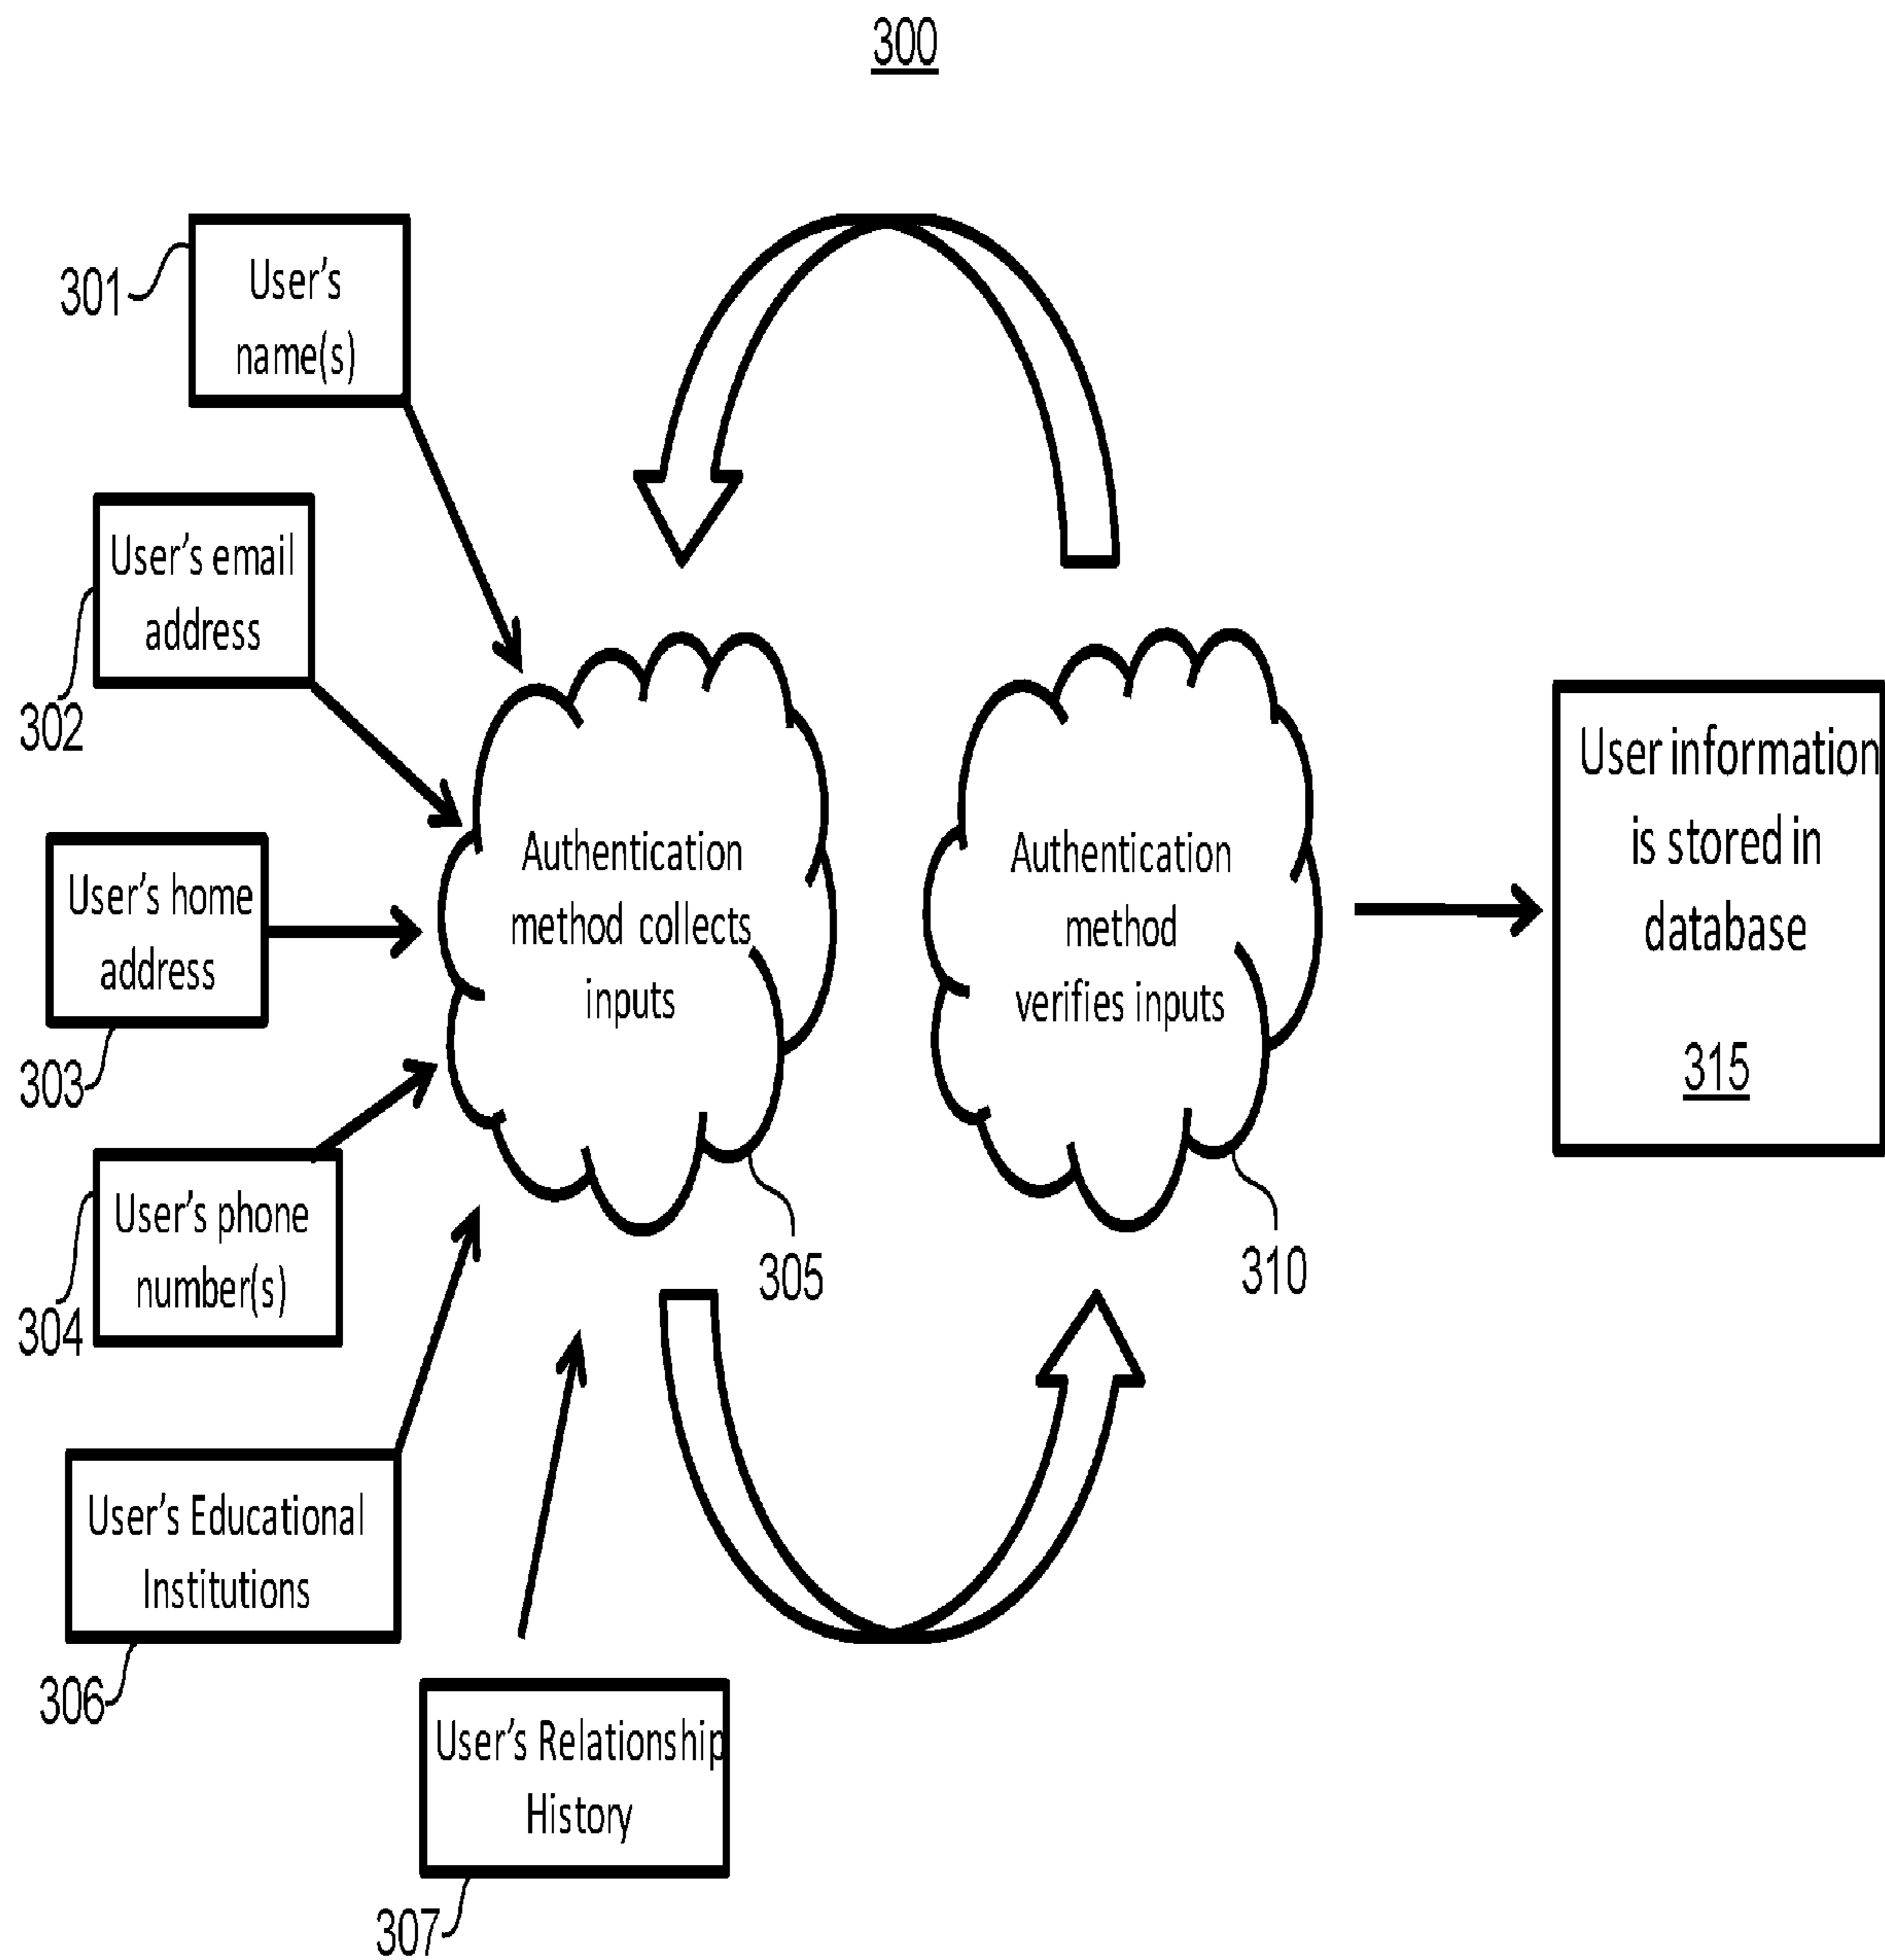 300
301
User's
name(s)
302
User's email
address
303
User's home
address
304
User's phone
number(s)
306
User's Educational
Institutions
307
User's Relationship
History
Authentication
method collects
inputs
305
Authentication
method
verifies inputs
310
User information
is stored in
database
315